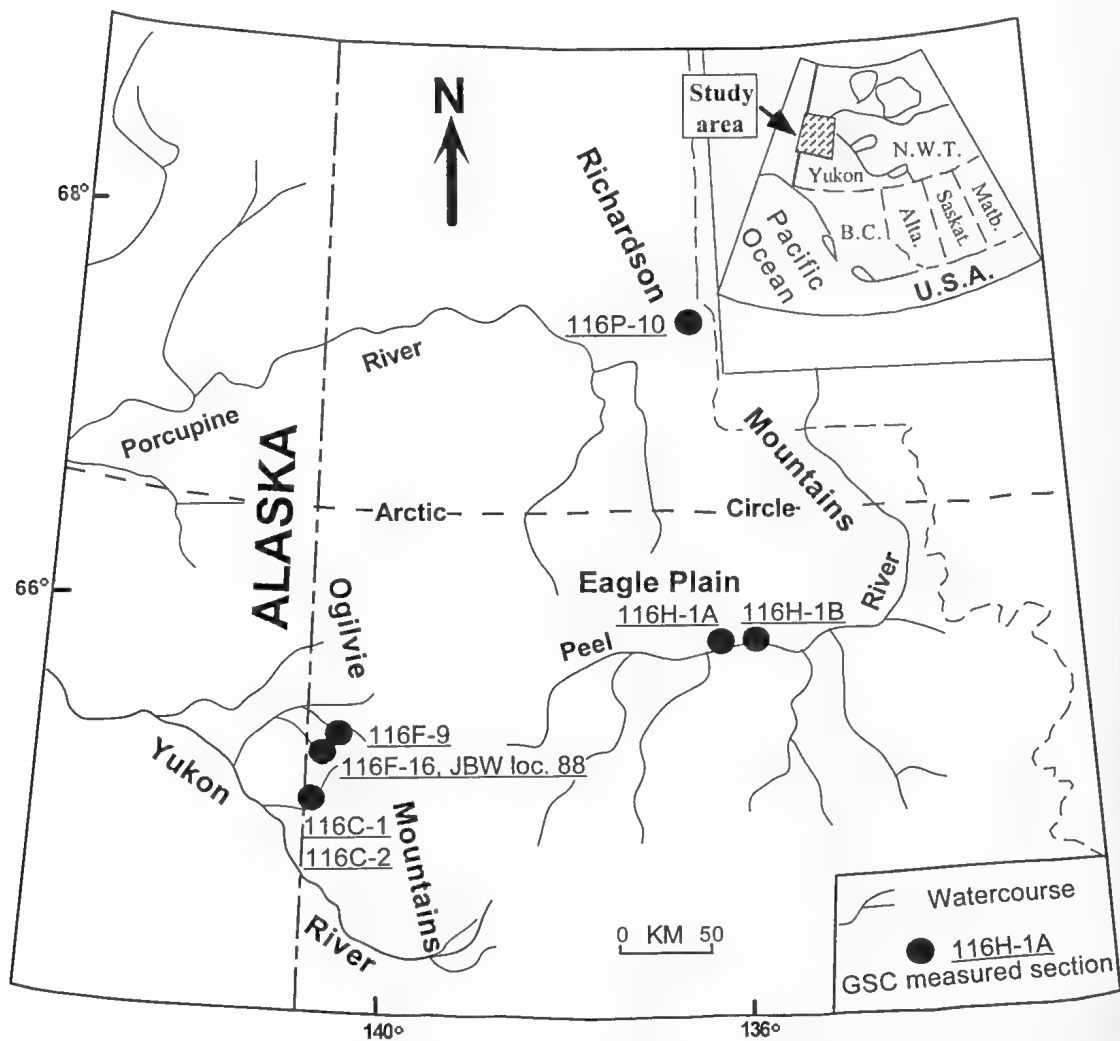 N
68°
66°
140°
136°
ALASKA
Porcupine
River
Richardson
Mountains
116P-10
Arctic
Circle
Eagle Plain
116H-1A
116H-1B
Peel
River
Ogilvie
Mountains
116F-9
116F-16, JBW loc. 88
116C-1
116C-2
Yukon
River
0 KM 50
Study
area
N.W.T.
Yukon
B.C.
Alta.
Saskat.
Matb.
Pacific
Ocean
U.S.A.
Watercourse
116H-1A
GSC measured section